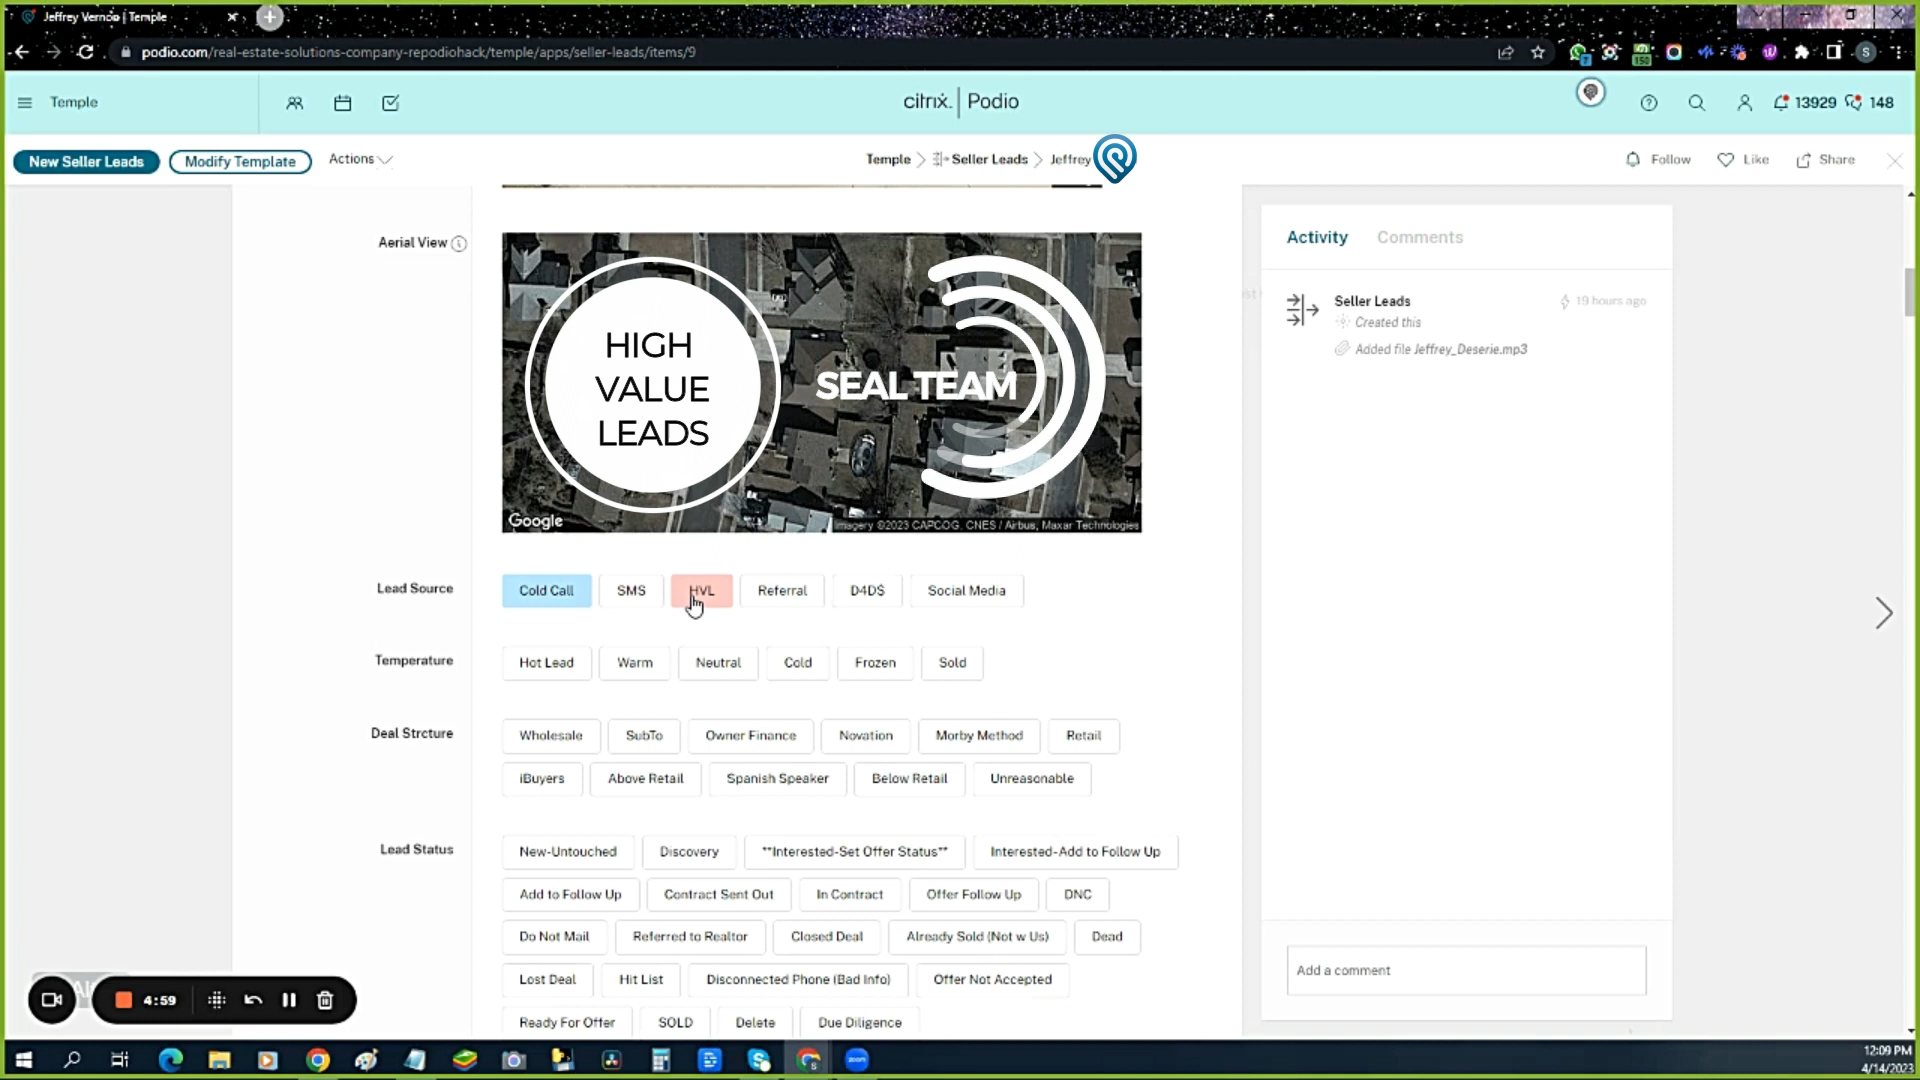 Jeffrey Vernon | Temple
podio.com/real-estate-solutions-company-repodiohack/temple/apps/seller-leads/items/9
7
150
S
Temple
citrix. | Podio
13929
148
New Seller Leads
Modify Template
Actions
Temple
Seller Leads
Jeffrey
Follow
Like
Share
Aerial View
HIGH
VALUE
LEADS
SEAL TEAM
Google
Imagery ©2023 CAPCOG, CNES / Airbus, Maxar Technologies
Activity
Comments
Seller Leads
19 hours ago
Created this
Added file Jeffrey_Deserie.mp3
Lead Source
Cold Call
SMS
HVL
Referral
D4D$
Social Media
Temperature
Hot Lead
Warm
Neutral
Cold
Frozen
Sold
Deal Strcture
Wholesale
SubTo
Owner Finance
Novation
Morby Method
Retail
iBuyers
Above Retail
Spanish Speaker
Below Retail
Unreasonable
Lead Status
New-Untouched
Discovery
**Interested-Set Offer Status**
Interested-Add to Follow Up
Add to Follow Up
Contract Sent Out
In Contract
Offer Follow Up
DNC
Do Not Mail
Referred to Realtor
Closed Deal
Already Sold (Not w Us)
Dead
Lost Deal
Hit List
Disconnected Phone (Bad Info)
Offer Not Accepted
Ready For Offer
SOLD
Delete
Due Diligence
Add a comment
4:59
zoom
12:09 PM
4/14/2023